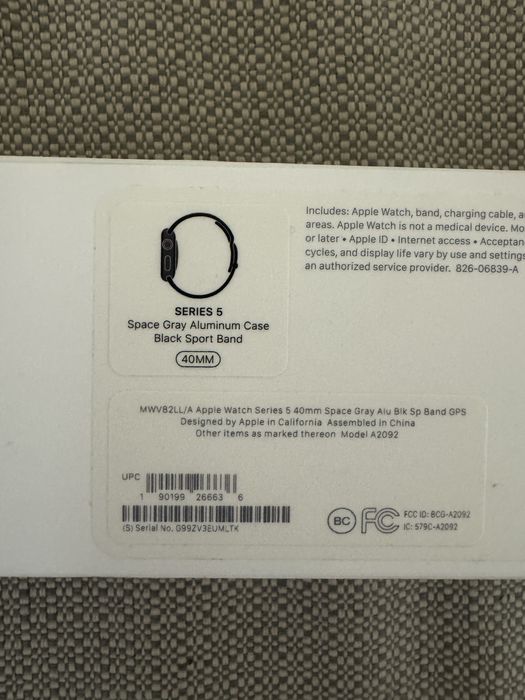 SERIES 5
Space Gray Aluminum Case
Black Sport Band
40MM
Includes: Apple Watch, band, charging cable, a
areas. Apple Watch is not a medical device. Mo
or later • Apple ID • Internet access • Acceptan
cycles, and display life vary by use and settings
an authorized service provider. 826-06839-A
MWV82LL/A Apple Watch Series 5 40mm Space Gray Alu Blk Sp Band GPS
Designed by Apple in California Assembled in China
Other items as marked thereon Model A2092
UPC
1 90199 26663 6
(S) Serial No. G99ZV3EUMLTK
BC FC FCC ID: BCG-A2092
IC: 579C-A2092